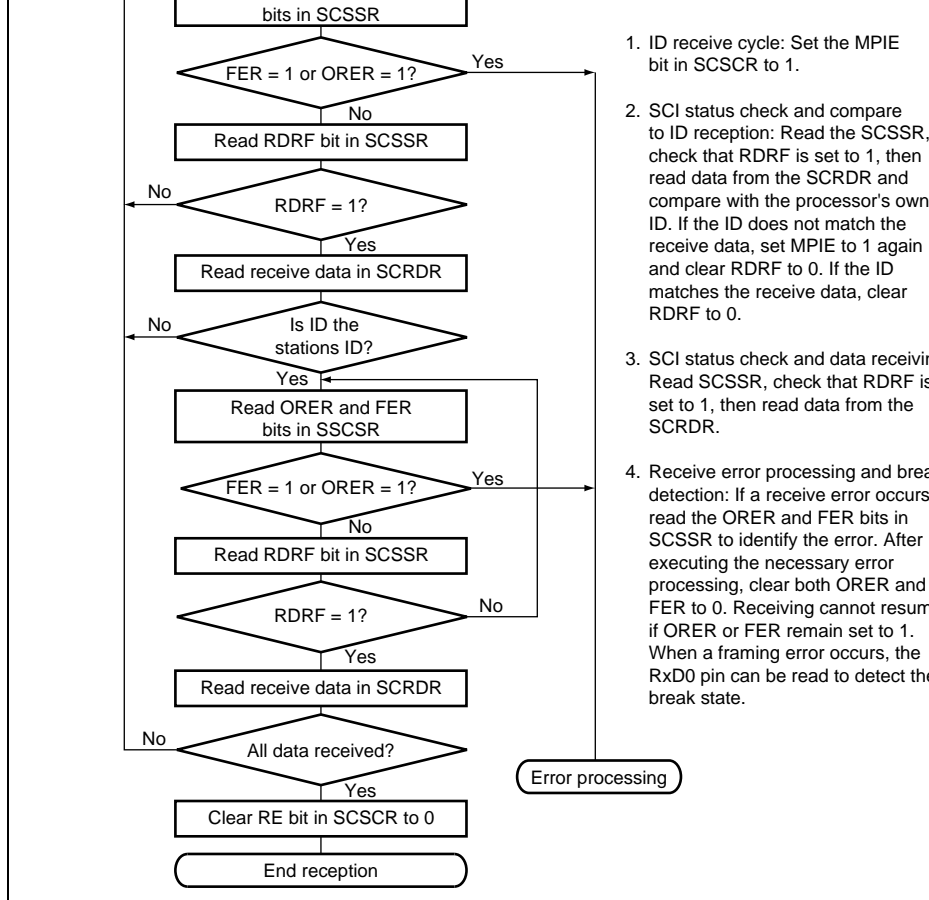 bits in SCSSR
FER = 1 or ORER = 1?
Yes
No
Read RDRF bit in SCSSR
No
RDRF = 1?
Yes
Read receive data in SCRDR
No
Is ID the
stations ID?
Yes
Read ORER and FER
bits in SSCSR
FER = 1 or ORER = 1?
Yes
No
Read RDRF bit in SCSSR
RDRF = 1?
No
Yes
Read receive data in SCRDR
No
All data received?
Yes
Error processing
Clear RE bit in SCSCR to 0
End reception
1. ID receive cycle: Set the MPIE
bit in SCSCR to 1.
2. SCI status check and compare
to ID reception: Read the SCSSR,
check that RDRF is set to 1, then
read data from the SCRDR and
compare with the processor's own
ID. If the ID does not match the
receive data, set MPIE to 1 again
and clear RDRF to 0. If the ID
matches the receive data, clear
RDRF to 0.
3. SCI status check and data receivin
Read SCSSR, check that RDRF is
set to 1, then read data from the
SCRDR.
4. Receive error processing and brea
detection: If a receive error occurs
read the ORER and FER bits in
SCSSR to identify the error. After
executing the necessary error
processing, clear both ORER and
FER to 0. Receiving cannot resum
if ORER or FER remain set to 1.
When a framing error occurs, the
RxD0 pin can be read to detect the
break state.